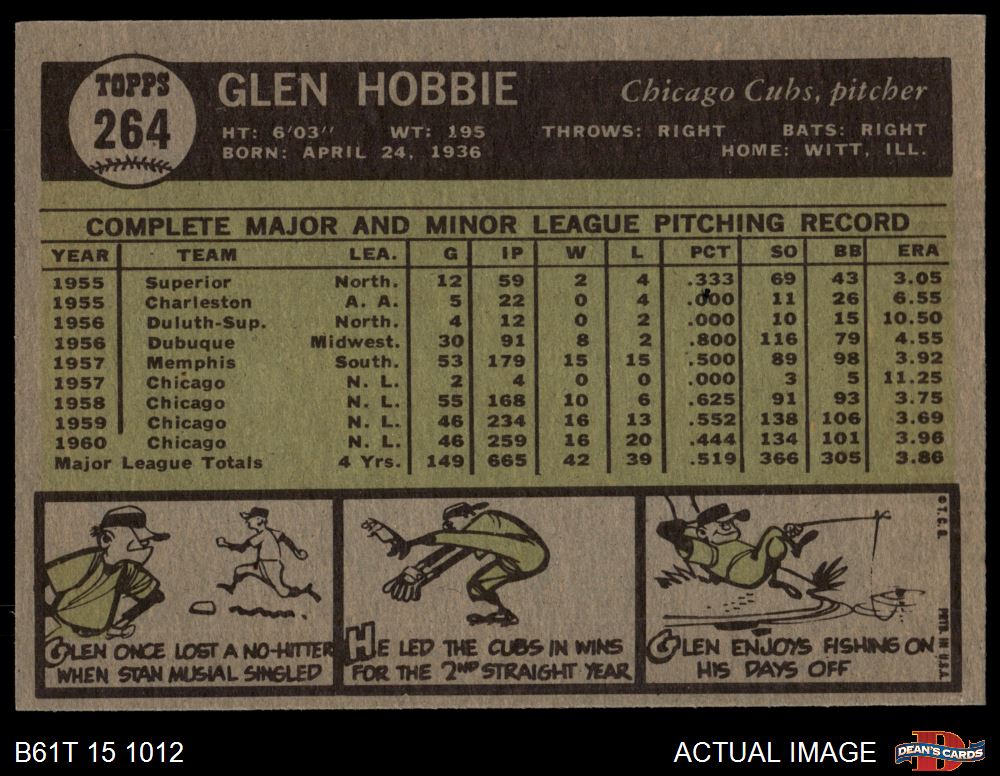 TOPPS
264
GLEN HOBBIE
Chicago Cubs, pitcher
HT: 6'03" WT: 195 THROWS: RIGHT BATS: RIGHT
BORN: APRIL 24, 1936 HOME: WITT, ILL.
COMPLETE MAJOR AND MINOR LEAGUE PITCHING RECORD
YEAR TEAM LEA. G IP W L PCT SO BB ERA
1955 Superior North. 12 59 2 4 .333 69 43 3.05
1955 Charleston A. A. 5 22 0 4 .000 11 26 6.55
1956 Duluth-Sup. North. 4 12 0 2 .000 10 15 10.50
1956 Dubuque Midwest. 30 91 8 2 .800 116 79 4.55
1957 Memphis South. 53 179 15 15 .500 89 98 3.92
1957 Chicago N. L. 2 4 0 0 .000 3 5 11.25
1958 Chicago N. L. 55 168 10 6 .625 91 93 3.75
1959 Chicago N. L. 46 234 16 13 .552 138 106 3.69
1960 Chicago N. L. 46 259 16 20 .444 134 101 3.96
Major League Totals 4 Yrs. 149 665 42 39 .519 366 305 3.86
GLEN ONCE LOST A NO-HITTER
WHEN STAN MUSIAL SINGLED
HE LED THE CUBS IN WINS
FOR THE 2ND STRAIGHT YEAR
GLEN ENJOYS FISHING ON
HIS DAYS OFF
© T. C. G.
PRTD. IN U.S.A.
B61T 15 1012
ACTUAL IMAGE
DEAN'S CARDS